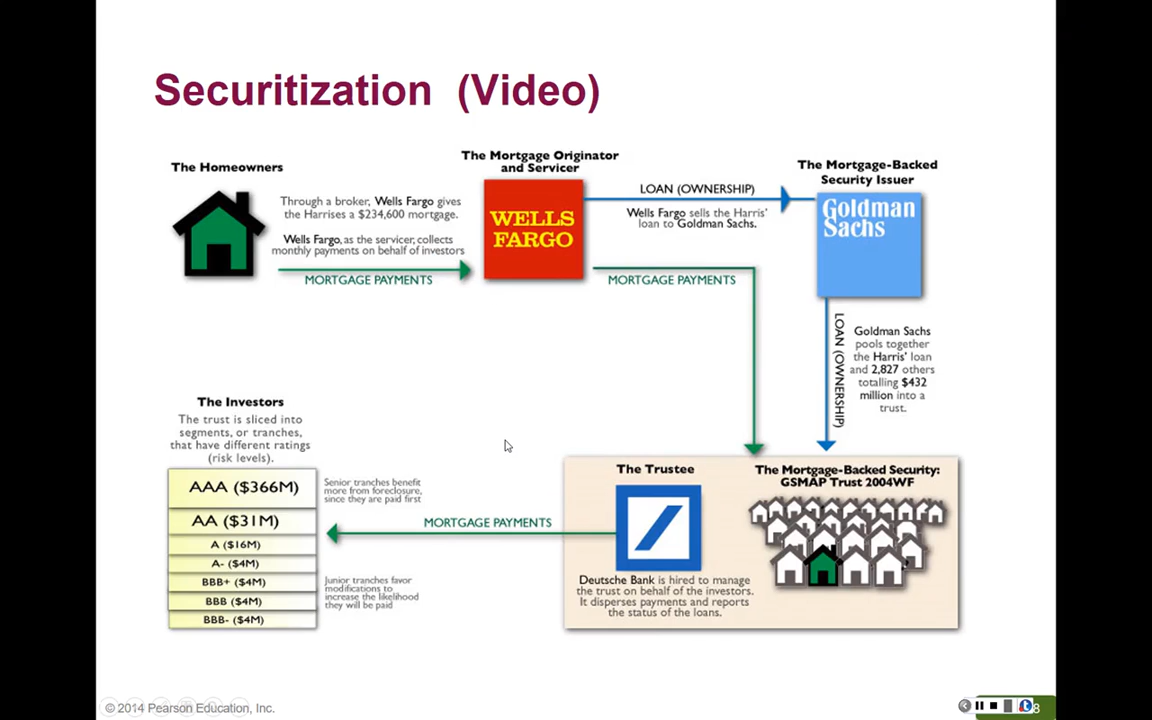 Securitization (Video)
The Homeowners
Through a broker, Wells Fargo gives
the Harrises a $234,600 mortgage.
Wells Fargo, as the servicer, collects
monthly payments on behalf of investors
MORTGAGE PAYMENTS
The Mortgage Originator
and Servicer
WELLS
FARGO
LOAN (OWNERSHIP)
Wells Fargo sells the Harris'
loan to Goldman Sachs.
MORTGAGE PAYMENTS
The Mortgage-Backed
Security Issuer
Goldman
Sachs
LOAN (OWNERSHIP)
Goldman Sachs
pools together
the Harris' loan
and 2,827 others
totalling $432
million into a
trust.
The Investors
The trust is sliced into
segments, or tranches,
that have different ratings
(risk levels).
AAA ($366M)
AA ($31M)
A ($16M)
A- ($4M)
BBB+ ($4M)
BBB ($4M)
BBB- ($4M)
Senior tranches benefit
more from foreclosure,
since they are paid first
Junior tranches favor
modifications to
increase the likelihood
they will be paid
MORTGAGE PAYMENTS
The Trustee
Deutsche Bank is hired to manage
the trust on behalf of the investors.
It disperses payments and reports
the status of the loans.
The Mortgage-Backed Security:
GSMAP Trust 2004WF
© 2014 Pearson Education, Inc.
8